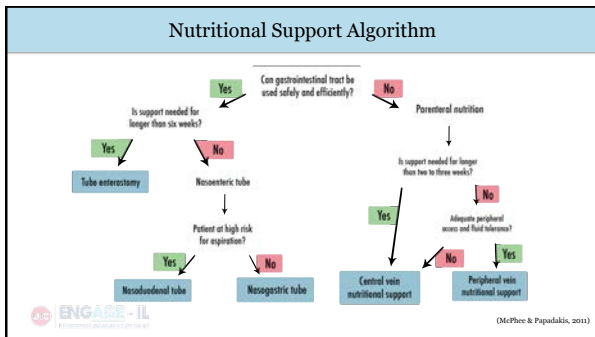 Nutritional Support Algorithm
Can gastrointestinal tract be
used safely and efficiently?
Yes
No
Is support needed for
longer than six weeks?
Parenteral nutrition
Yes
No
Is support needed for longer
than two to three weeks?
Tube enterostomy
Nasoenteric tube
No
Yes
Adequate peripheral
access and fluid tolerance?
Patient at high risk
for aspiration?
Yes
No
No
Yes
Nasoduodenal tube
Nasogastric tube
Central vein
nutritional support
Peripheral vein
nutritional support
ENGAGE-IL
(McPhee & Papadakis, 2011)